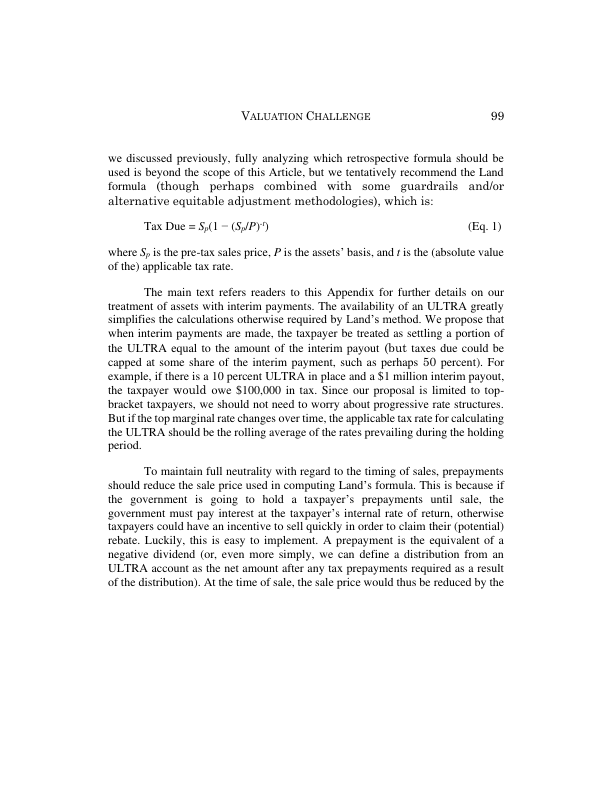 VALUATION CHALLENGE 99
we discussed previously, fully analyzing which retrospective formula should be
used is beyond the scope of this Article, but we tentatively recommend the Land
formula (though perhaps combined with some guardrails and/or
alternative equitable adjustment methodologies), which is:
Tax Due = Sp(1 − (Sp/P)-t) (Eq. 1)
where Sp is the pre-tax sales price, P is the assets’ basis, and t is the (absolute value
of the) applicable tax rate.
The main text refers readers to this Appendix for further details on our
treatment of assets with interim payments. The availability of an ULTRA greatly
simplifies the calculations otherwise required by Land’s method. We propose that
when interim payments are made, the taxpayer be treated as settling a portion of
the ULTRA equal to the amount of the interim payout (but taxes due could be
capped at some share of the interim payment, such as perhaps 50 percent). For
example, if there is a 10 percent ULTRA in place and a $1 million interim payout,
the taxpayer would owe $100,000 in tax. Since our proposal is limited to top-
bracket taxpayers, we should not need to worry about progressive rate structures.
But if the top marginal rate changes over time, the applicable tax rate for calculating
the ULTRA should be the rolling average of the rates prevailing during the holding
period.
To maintain full neutrality with regard to the timing of sales, prepayments
should reduce the sale price used in computing Land’s formula. This is because if
the government is going to hold a taxpayer’s prepayments until sale, the
government must pay interest at the taxpayer’s internal rate of return, otherwise
taxpayers could have an incentive to sell quickly in order to claim their (potential)
rebate. Luckily, this is easy to implement. A prepayment is the equivalent of a
negative dividend (or, even more simply, we can define a distribution from an
ULTRA account as the net amount after any tax prepayments required as a result
of the distribution). At the time of sale, the sale price would thus be reduced by the